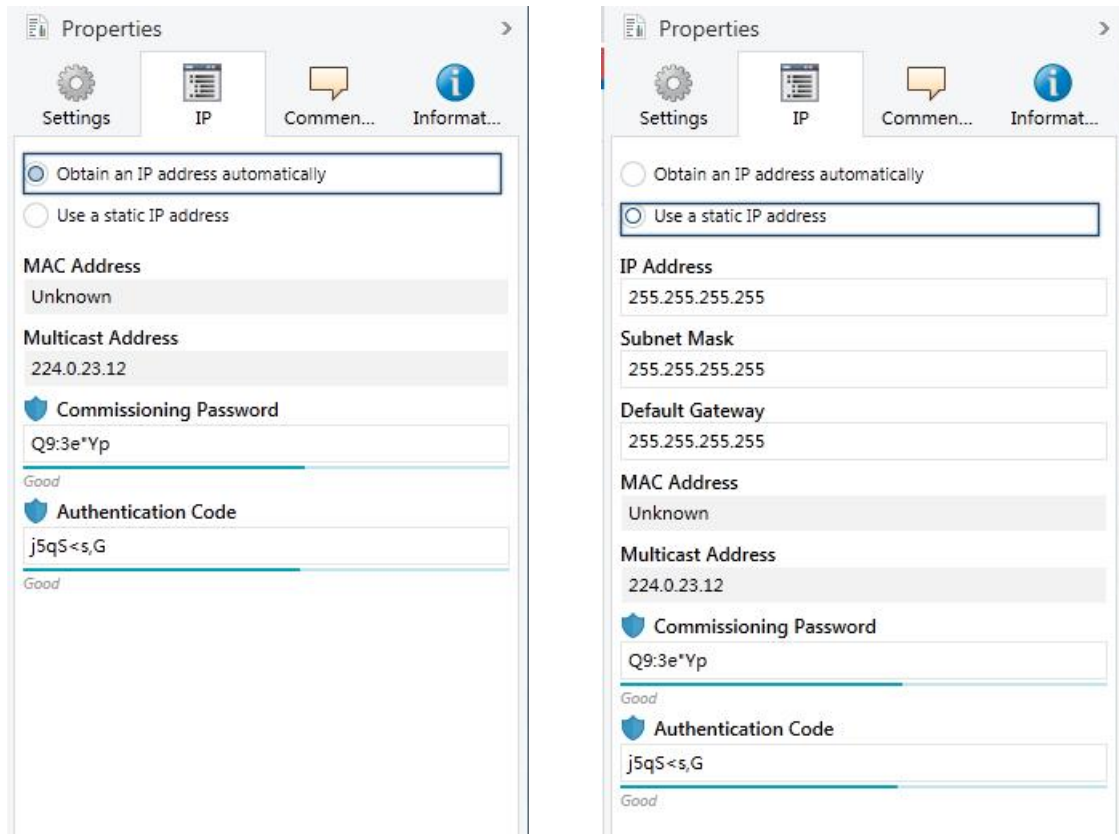 Properties
Settings
IP
Commen...
Informat...
Obtain an IP address automatically
Use a static IP address
MAC Address
Unknown
Multicast Address
224.0.23.12
Commissioning Password
Q9:3e"Yp
Good
Authentication Code
j5qS<s,G
Good
Properties
Settings
IP
Commen...
Informat...
Obtain an IP address automatically
Use a static IP address
IP Address
255.255.255.255
Subnet Mask
255.255.255.255
Default Gateway
255.255.255.255
MAC Address
Unknown
Multicast Address
224.0.23.12
Commissioning Password
Q9:3e"Yp
Good
Authentication Code
j5qS<s,G
Good